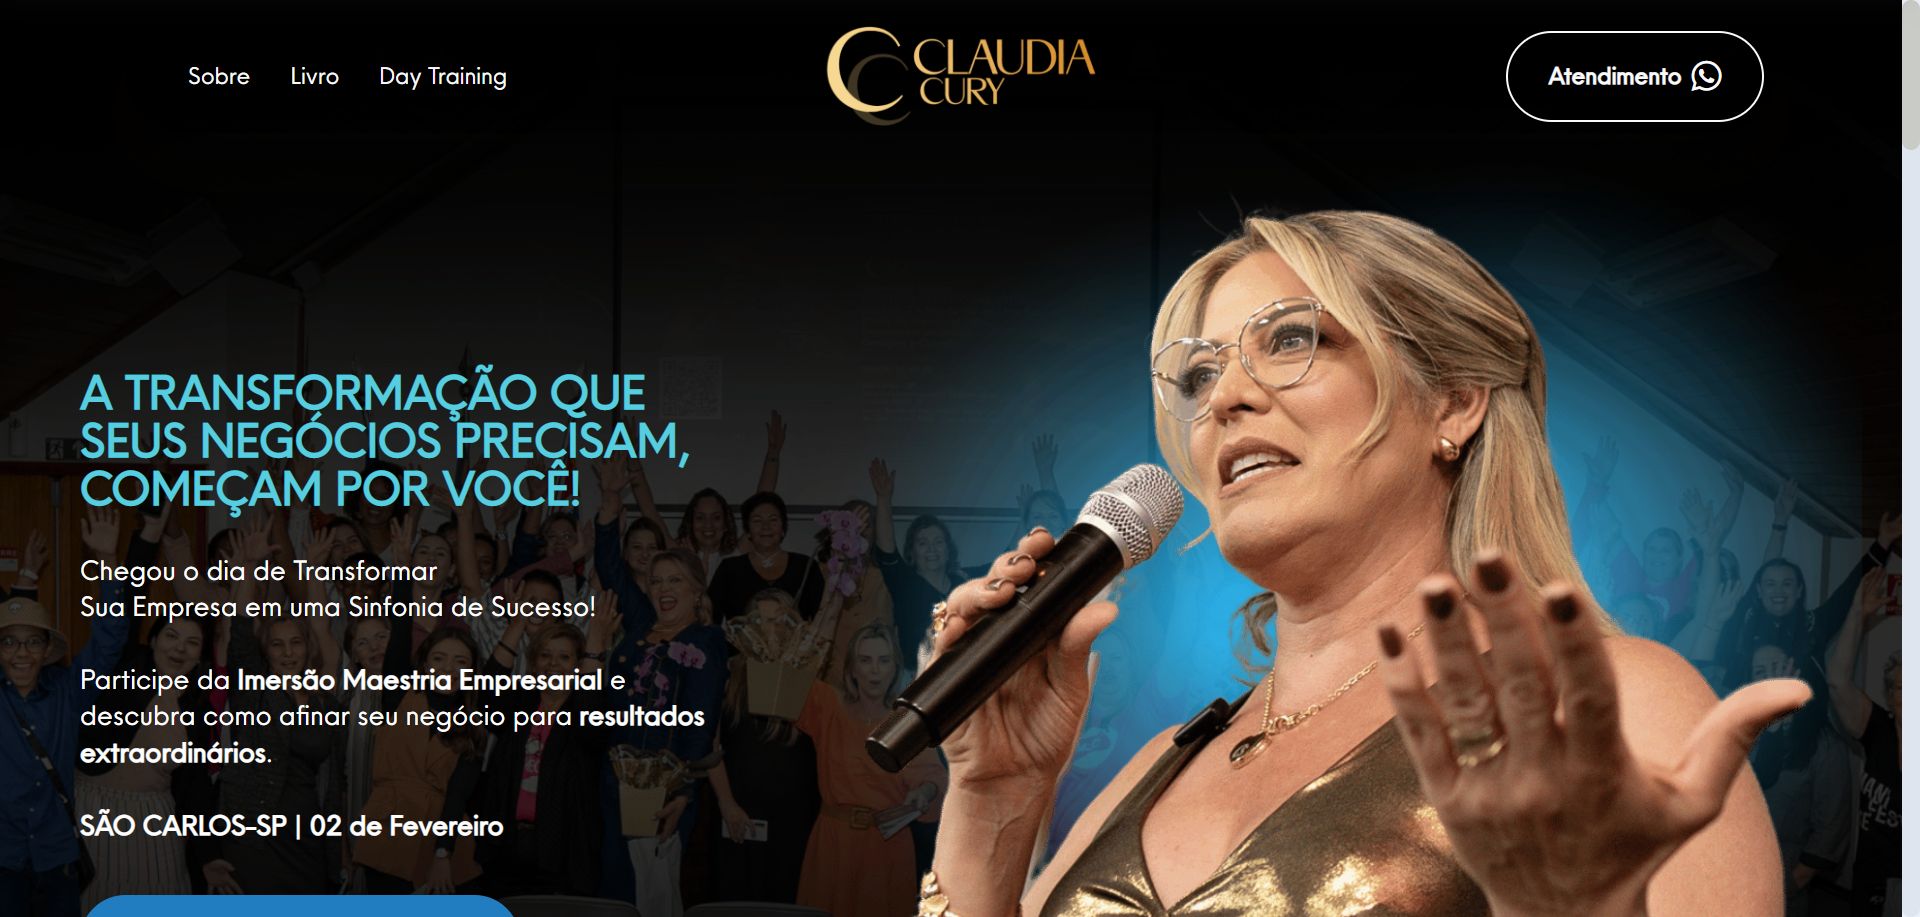 Sobre Livro Day Training
CLAUDIA
CURY
Atendimento
A TRANSFORMAÇÃO QUE
SEUS NEGÓCIOS PRECISAM,
COMEÇAM POR VOCÊ!
Chegou o dia de Transformar
Sua Empresa em uma Sinfonia de Sucesso!
Participe da Imersão Maestria Empresarial e
descubra como afinar seu negócio para resultados
extraordinários.
SÃO CARLOS-SP | 02 de Fevereiro